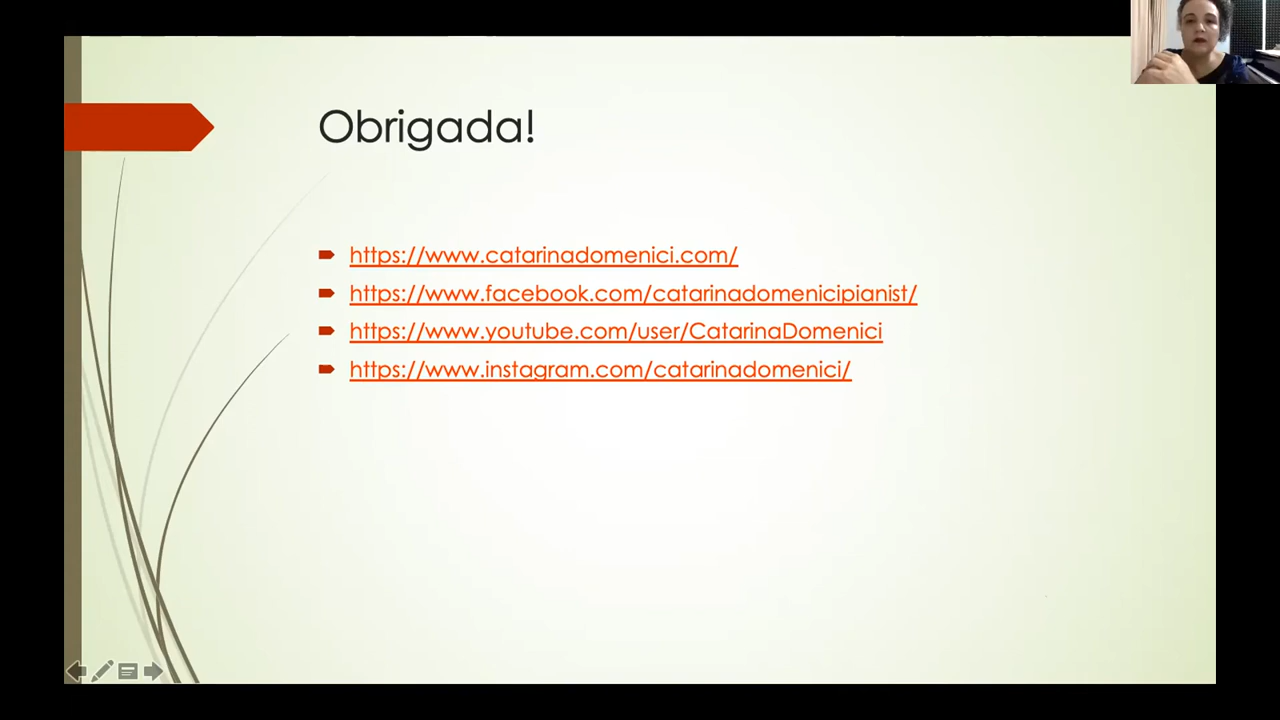 Obrigada!
https://www.catarinadomenici.com/
https://www.facebook.com/catarinadomenicipianist/
https://www.youtube.com/user/CatarinaDomenici
https://www.instagram.com/catarinadomenici/